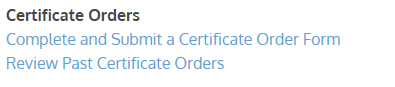 Certificate Orders
Complete and Submit a Certificate Order Form
Review Past Certificate Orders